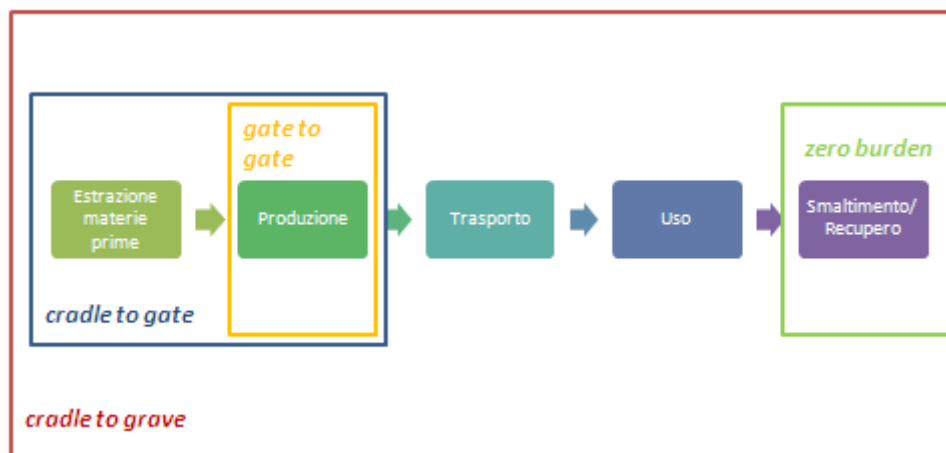 gate to
gate
zero burden
Estrazione
materie
prime
Produzione
Trasporto
Uso
Smaltimento/
Recupero
cradle to gate
cradle to grave